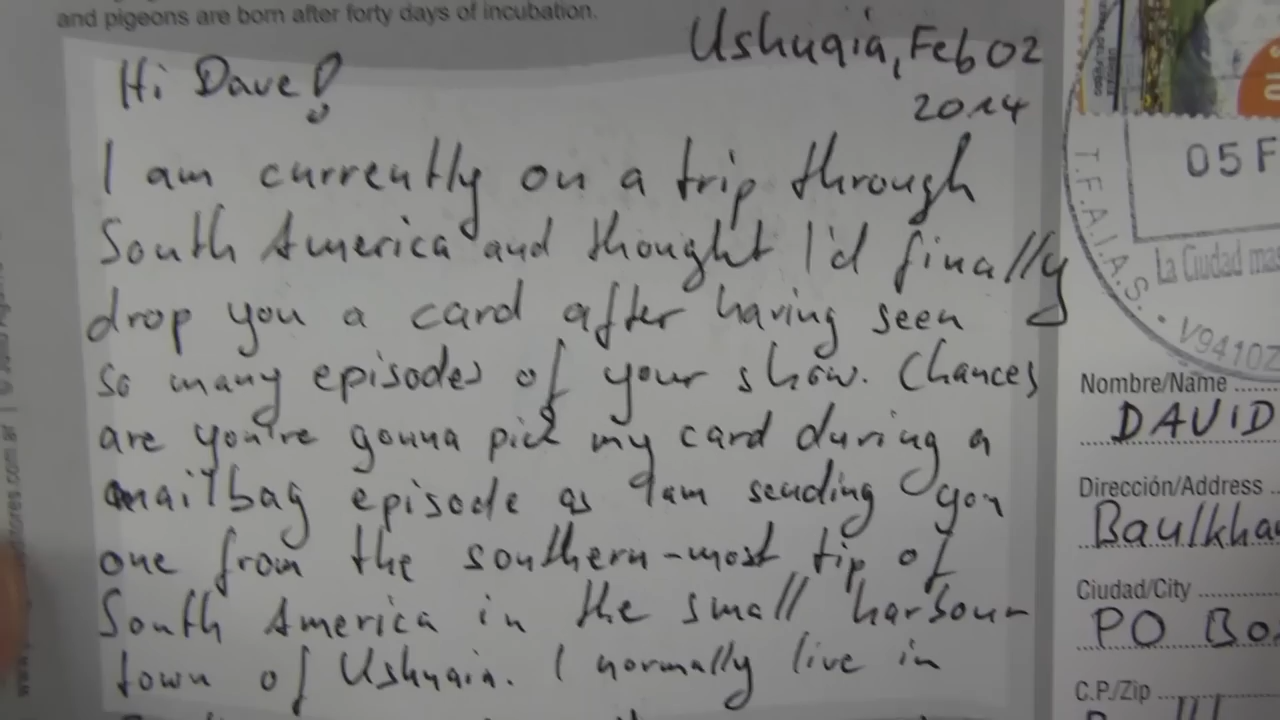 and pigeons are born after forty days of incubation.
Ushuaia, Feb 02
2014
Hi Dave!
I am currently on a trip through
South America and thought I'd finally
drop you a card after having seen
so many episodes of your show. Chances
are you're gonna pick my card during a
mailbag episode as I am sending you
one from the southern-most tip of
South America in the small harbour
town of Ushuaia. I normally live in
05 F
T.F.A.I.A.S. • V9410Z
La Ciudad mas
Nombre/Name
DAVID
Dirección/Address
Baulkha
Ciudad/City
PO Bo
C.P./Zip